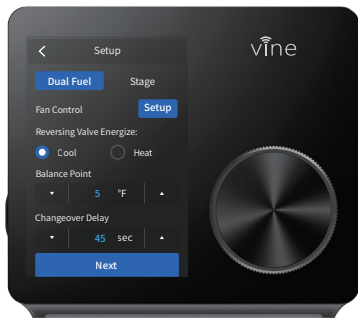 Setup
vine
Dual Fuel Stage
Fan Control Setup
Reversing Valve Energize:
Cool Heat
Balance Point
5 °F
Changeover Delay
45 sec
Next